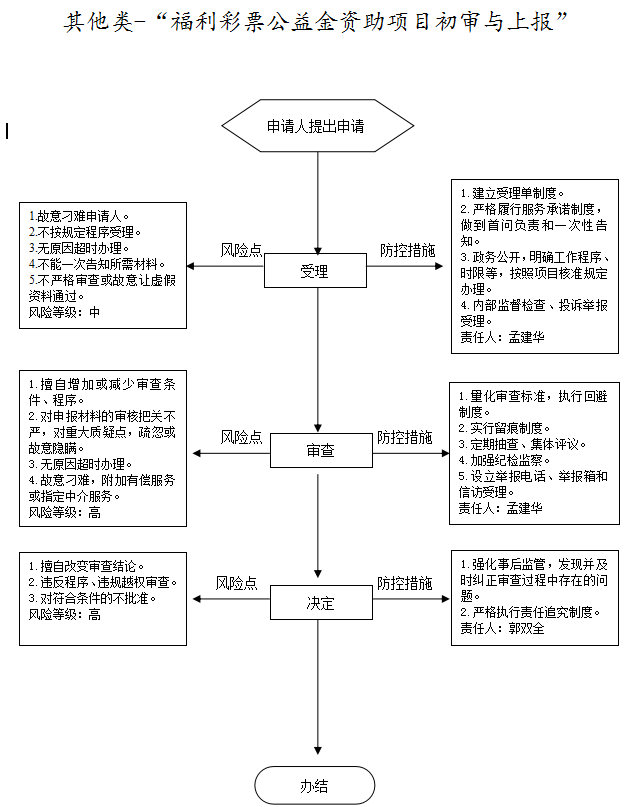 其他类-“福利彩票公益金资助项目初审与上报”
申请人提出申请
1.故意刁难申请人。
2.不按规定程序受理。
3.无原因超时办理。
4.不能一次告知所需材料。
5.不严格审查或故意让虚假
资料通过。
风险等级：中
风险点
受理
防控措施
1.建立受理单制度。
2.严格履行服务承诺制度，
做到首问负责和一次性告
知。
3.政务公开，明确工作程序、
时限等，按照项目核准规定
办理。
4.内部监督检查、投诉举报
受理。
责任人：孟建华
1.擅自增加或减少审查条
件、程序。
2.对申报材料的审核把关不
严，对重大质疑点，疏忽或
故意隐瞒。
3.无原因超时办理。
4.故意刁难，附加有偿服务
或指定中介服务。
风险等级：高
风险点
审查
防控措施
1.量化审查标准，执行回避
制度。
2.实行留痕制度。
3.定期抽查、集体评议。
4.加强纪检监察。
5.设立举报电话、举报箱和
信访受理。
责任人：孟建华
1.擅自改变审查结论。
2.违反程序、违规越权审查。
3.对符合条件的不批准。
风险等级：高
风险点
决定
防控措施
1.强化事后监管，发现并及
时纠正审查过程中存在的问
题。
2.严格执行责任追究制度。
责任人：郭双全
办结